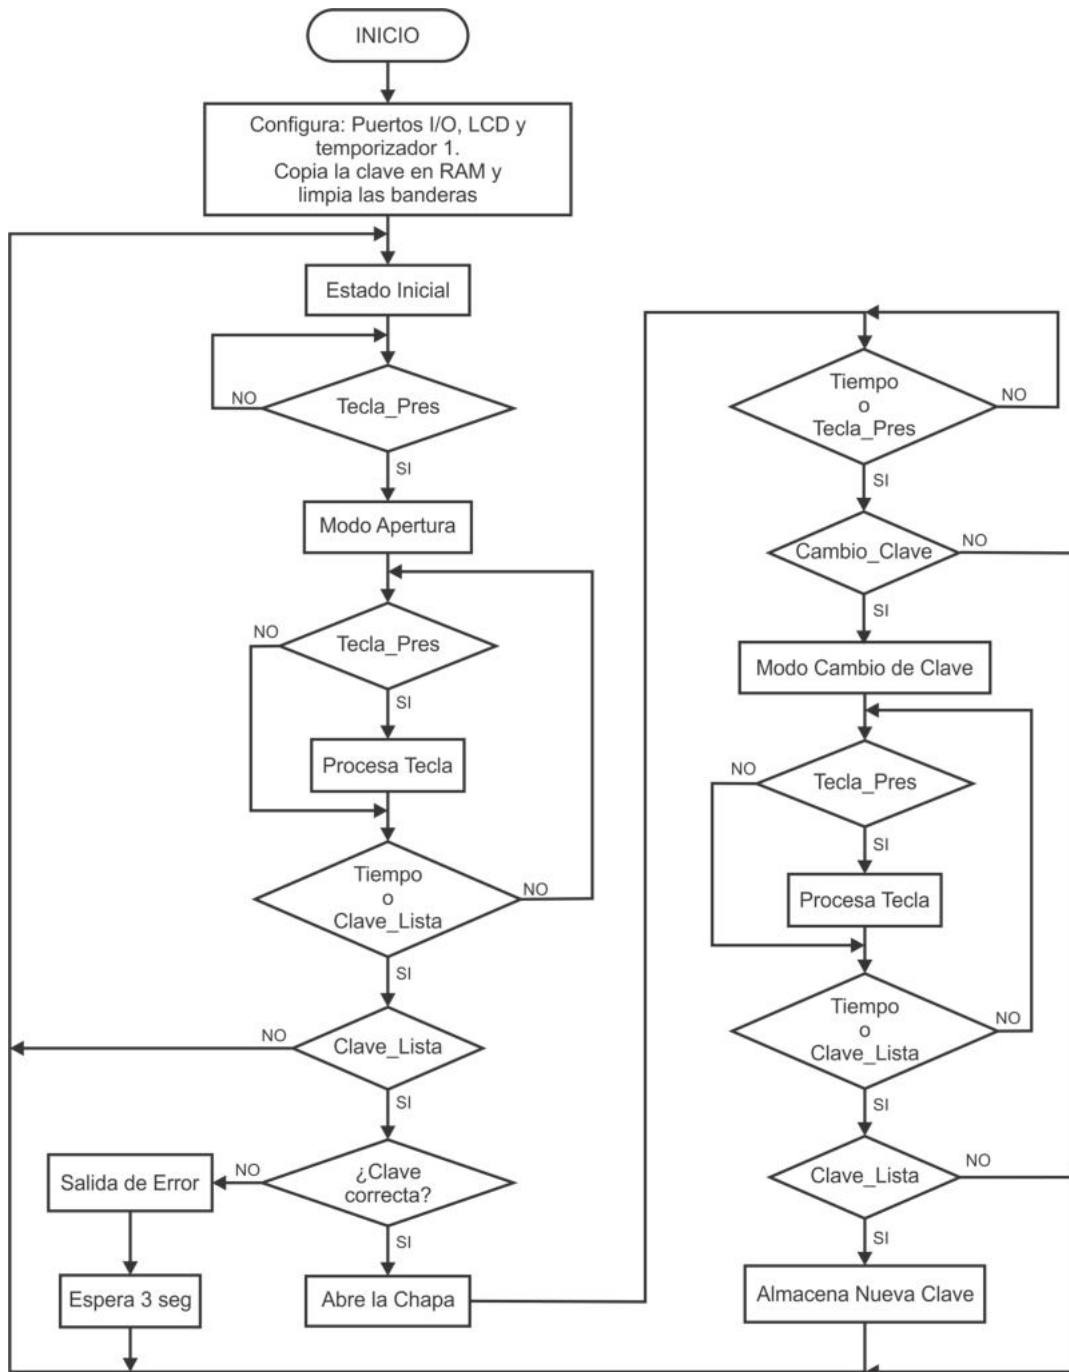 INICIO
Configura: Puertos I/O, LCD y
temporizador 1.
Copia la clave en RAM y
limpia las banderas
Estado Inicial
NO
Tecla_Pres
SI
Modo Apertura
NO
Tecla_Pres
SI
Procesa Tecla
Tiempo
o
Clave_Lista
NO
SI
NO
Clave_Lista
SI
Salida de Error
NO
¿Clave
correcta?
SI
Espera 3 seg
Abre la Chapa
Tiempo
o
Tecla_Pres
NO
SI
Cambio_Clave
NO
SI
Modo Cambio de Clave
NO
Tecla_Pres
SI
Procesa Tecla
Tiempo
o
Clave_Lista
NO
SI
Clave_Lista
NO
SI
Almacena Nueva Clave